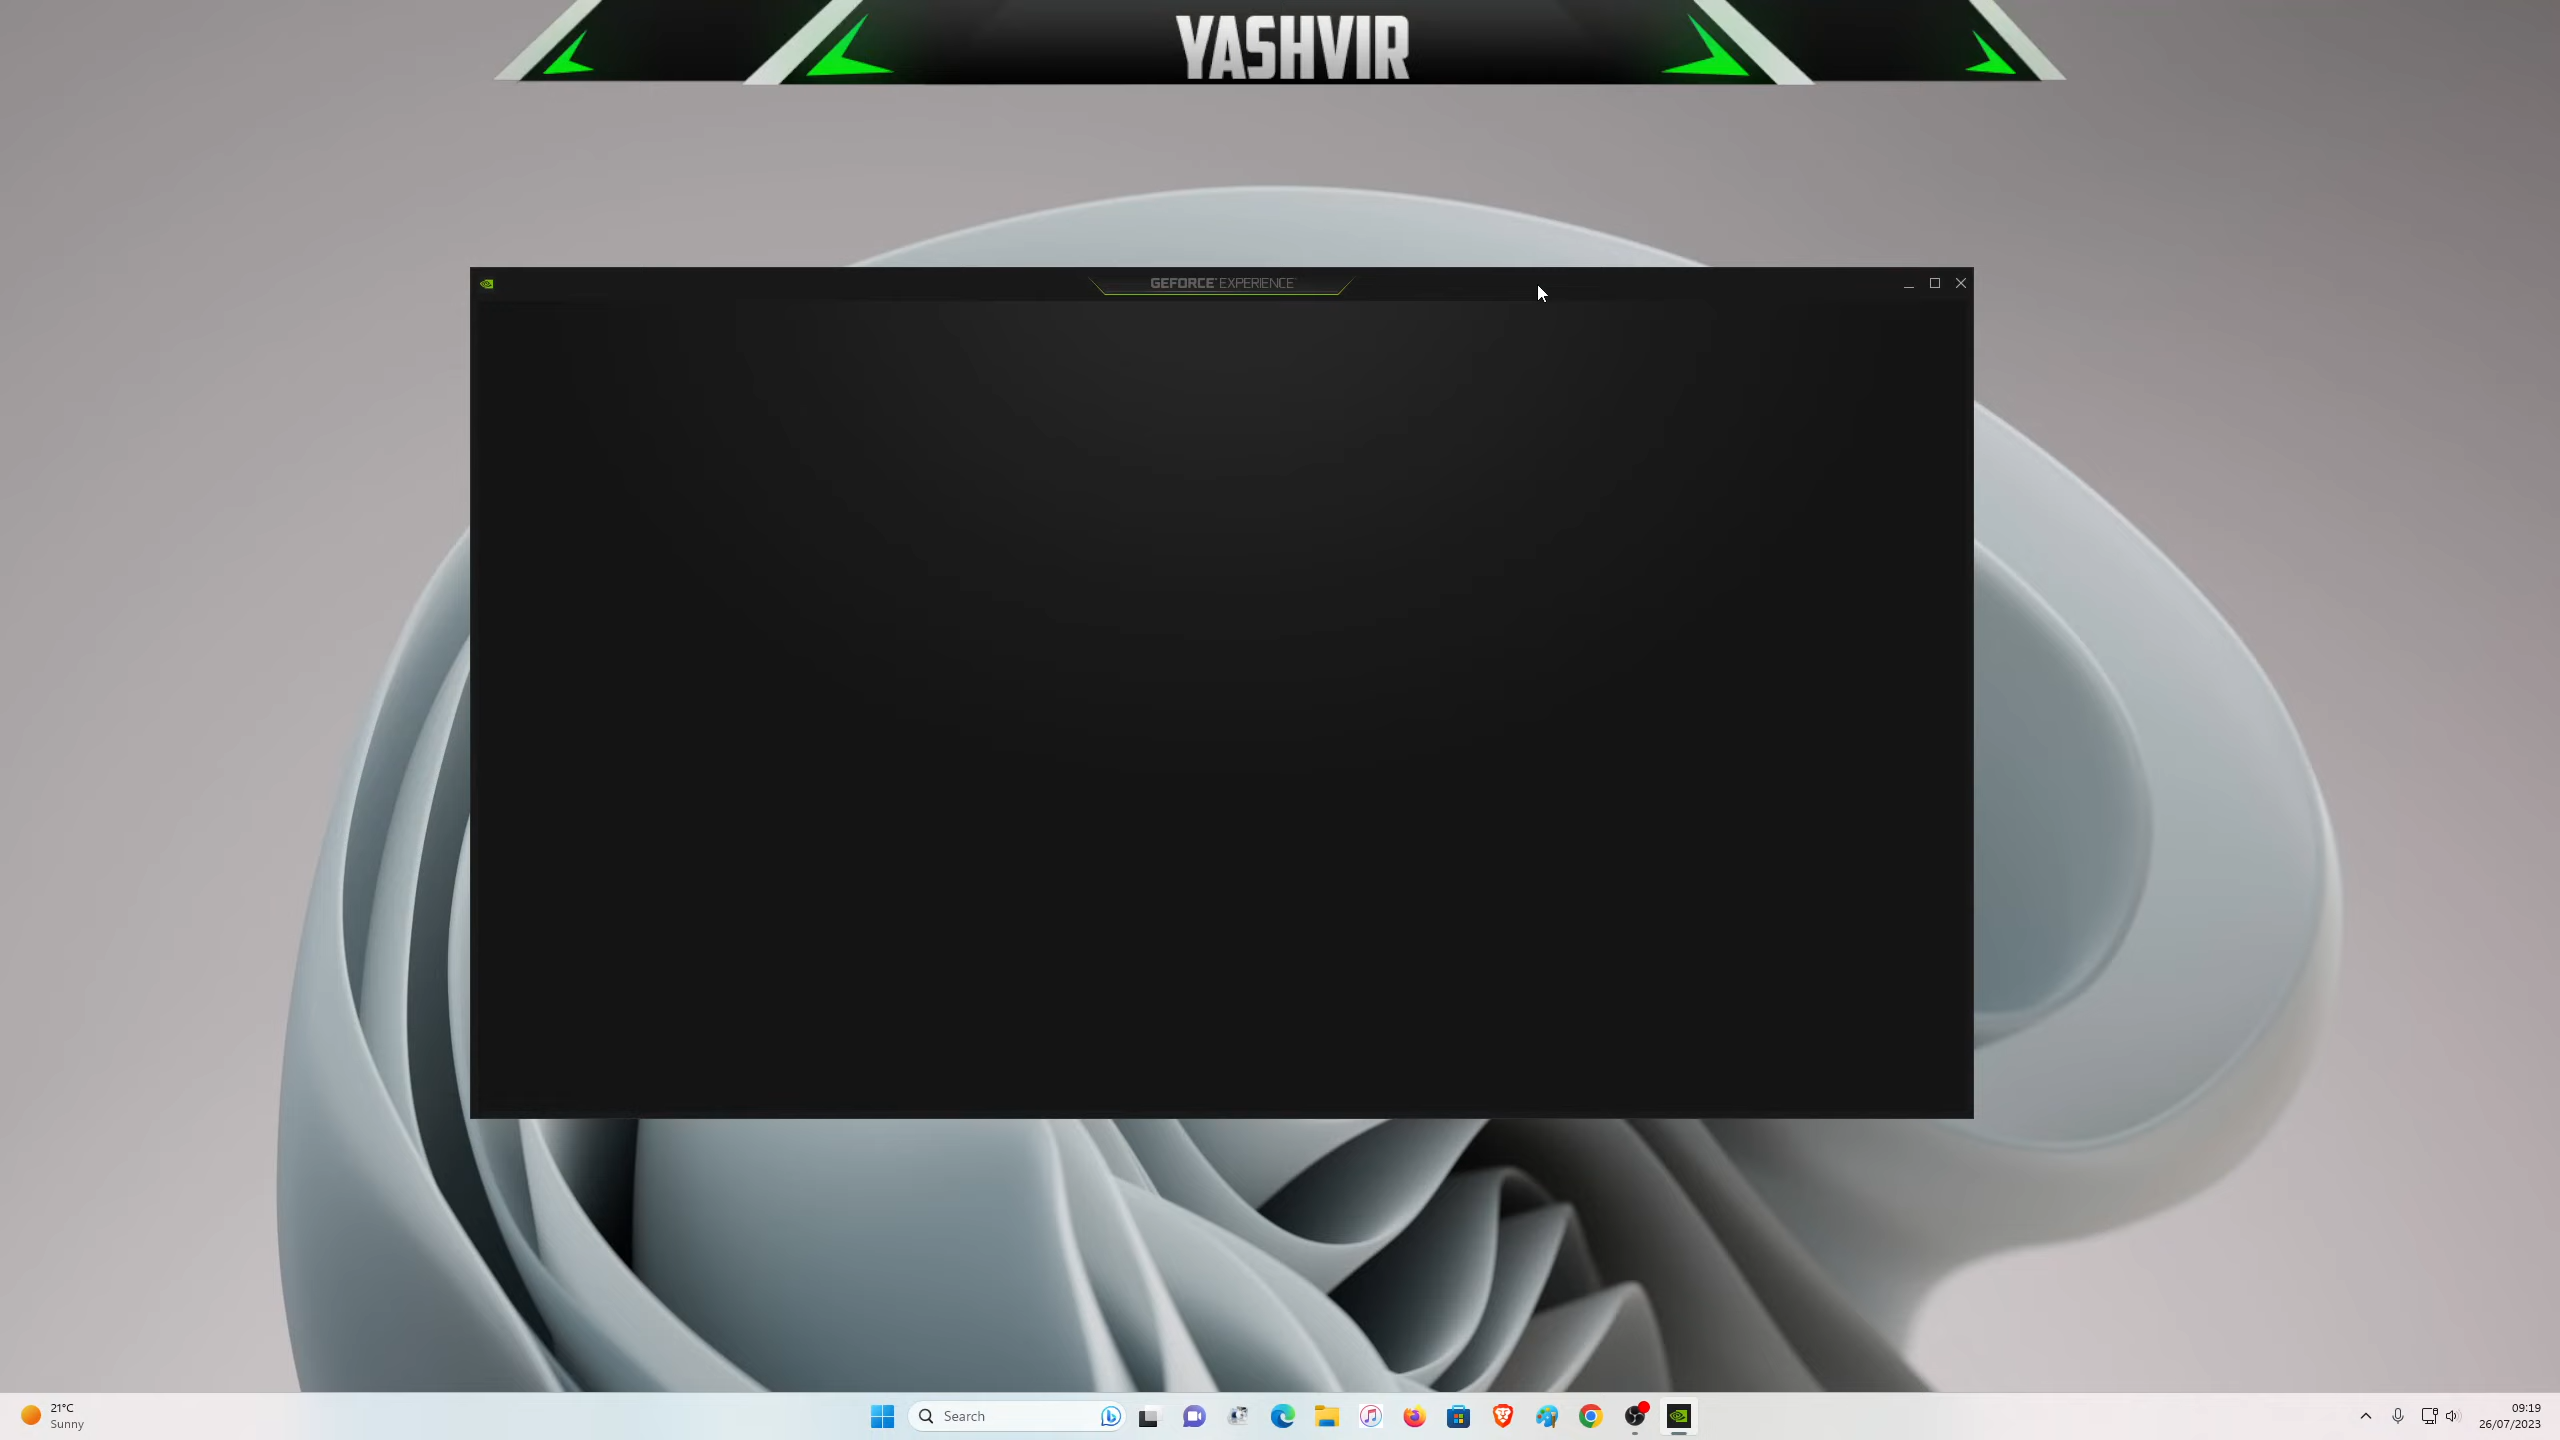 YASHVIR
GEFORCE EXPERIENCE
21°C
Sunny
Search
09:19
26/07/2023